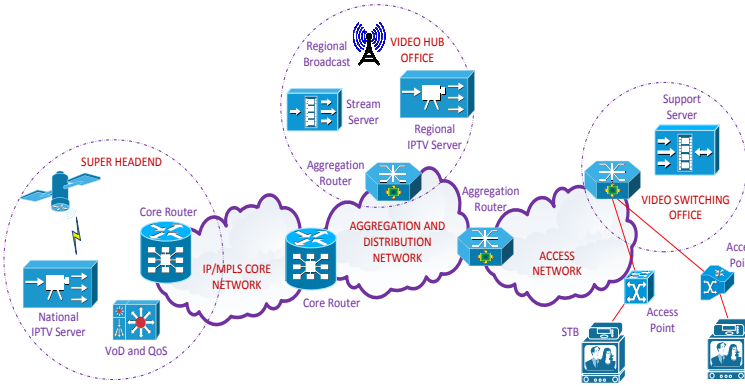 SUPER HEADEND
Core Router
National
IPTV Server
VoD and QoS
IP/MPLS CORE
NETWORK
Core Router
Regional
Broadcast
VIDEO HUB
OFFICE
Stream
Server
Regional
IPTV Server
Aggregation
Router
AGGREGATION AND
DISTRIBUTION
NETWORK
Aggregation
Router
ACCESS
NETWORK
Support
Server
VIDEO SWITCHING
OFFICE
Access
Point
STB